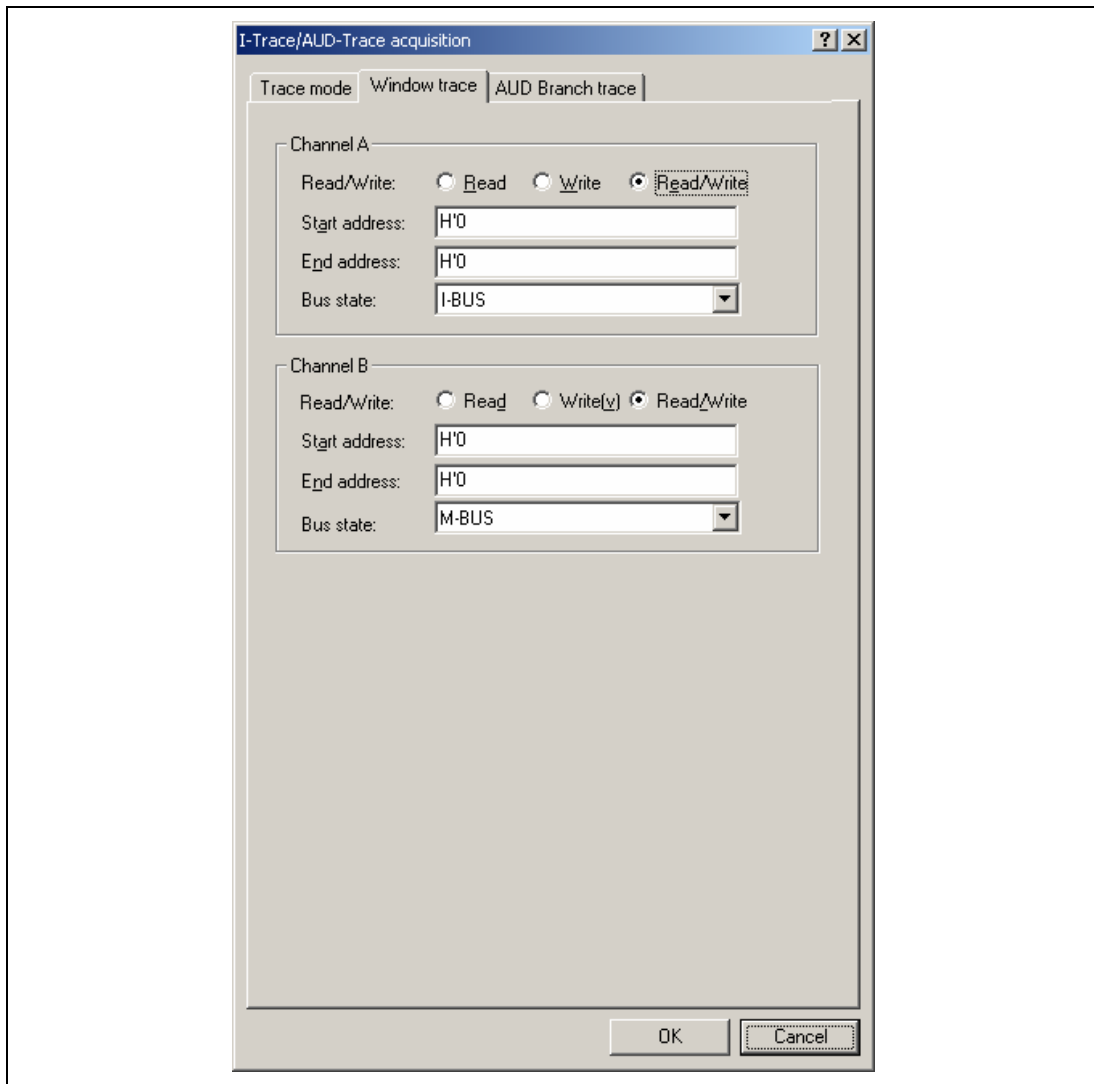 I-Trace/AUD-Trace acquisition
Trace mode Window trace AUD Branch trace
Channel A
Read/Write: Read Write Read/Write
Start address: H'0
End address: H'0
Bus state: I-BUS
Channel B
Read/Write: Read Write(v) Read/Write
Start address: H'0
End address: H'0
Bus state: M-BUS
OK Cancel